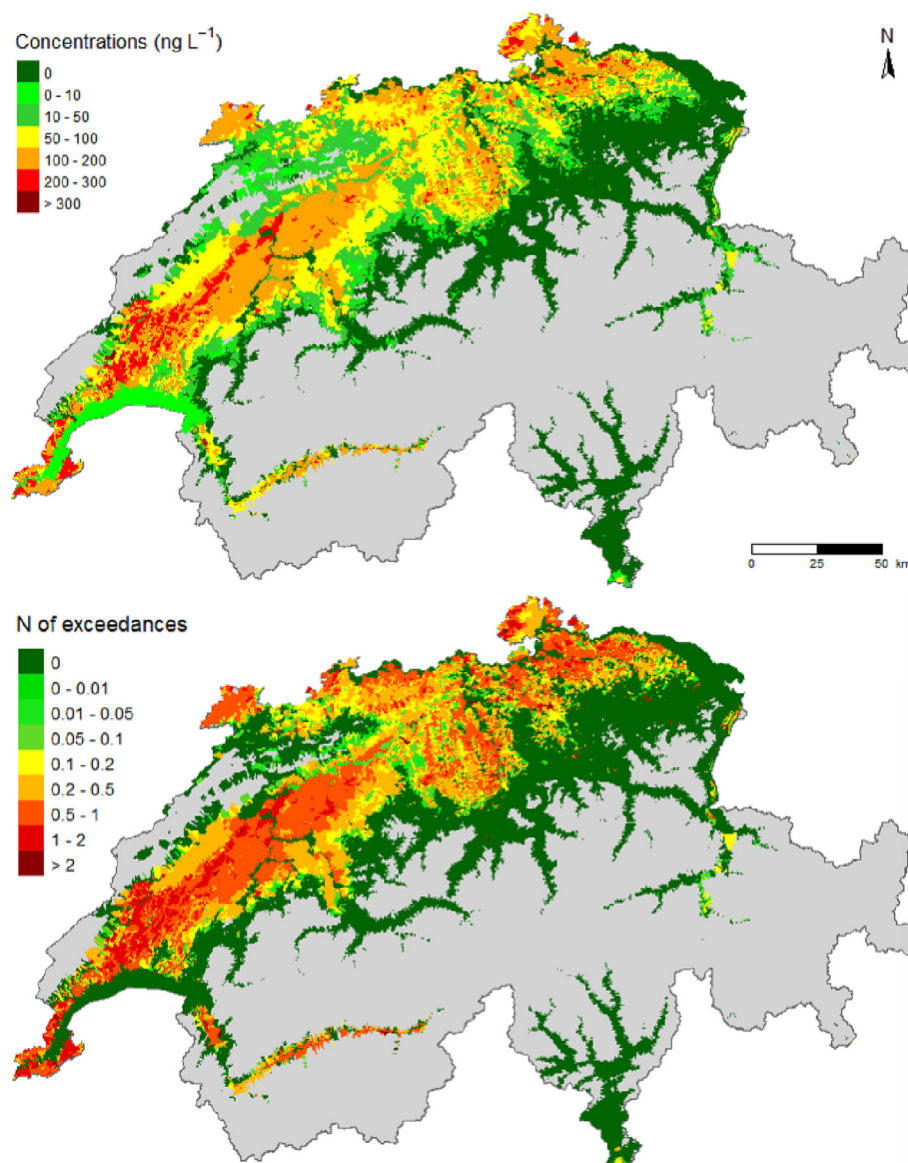 Concentrations (ng L⁻¹)
N
0
0 - 10
10 - 50
50 - 100
100 - 200
200 - 300
> 300
0 25 50 km
N of exceedances
0
0 - 0.01
0.01 - 0.05
0.05 - 0.1
0.1 - 0.2
0.2 - 0.5
0.5 - 1
1 - 2
> 2